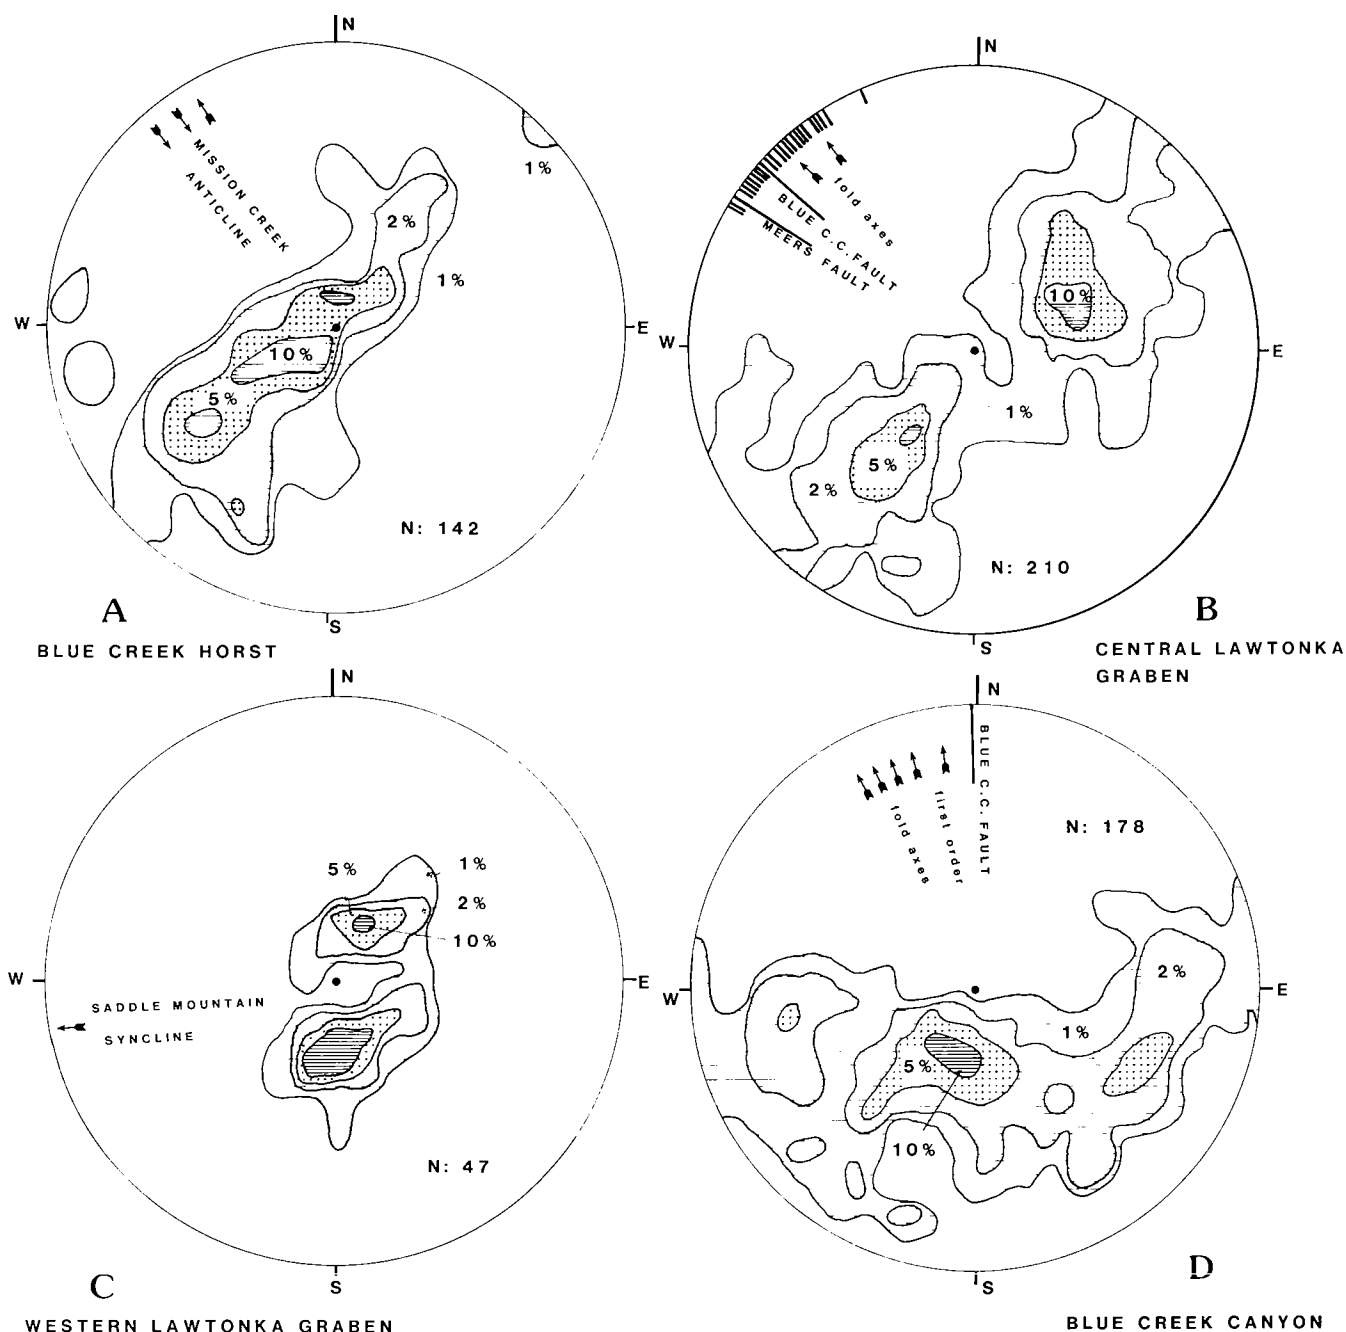 N
1%
MISSION CREEK
ANTICLINE
2%
1%
W
E
10%
5%
N: 142
S
A
BLUE CREEK HORST
N
fold axes
BLUE C.C. FAULT
MEERS FAULT
10%
W
E
1%
5%
2%
N: 210
S
B
CENTRAL LAWTONKA
GRABEN
N
5%
1%
2%
10%
W
E
SADDLE MOUNTAIN
SYNCLINE
N: 47
S
C
WESTERN LAWTONKA GRABEN
N
BLUE C.C. FAULT
first order
fold axes
N: 178
2%
W
E
1%
5%
10%
S
D
BLUE CREEK CANYON